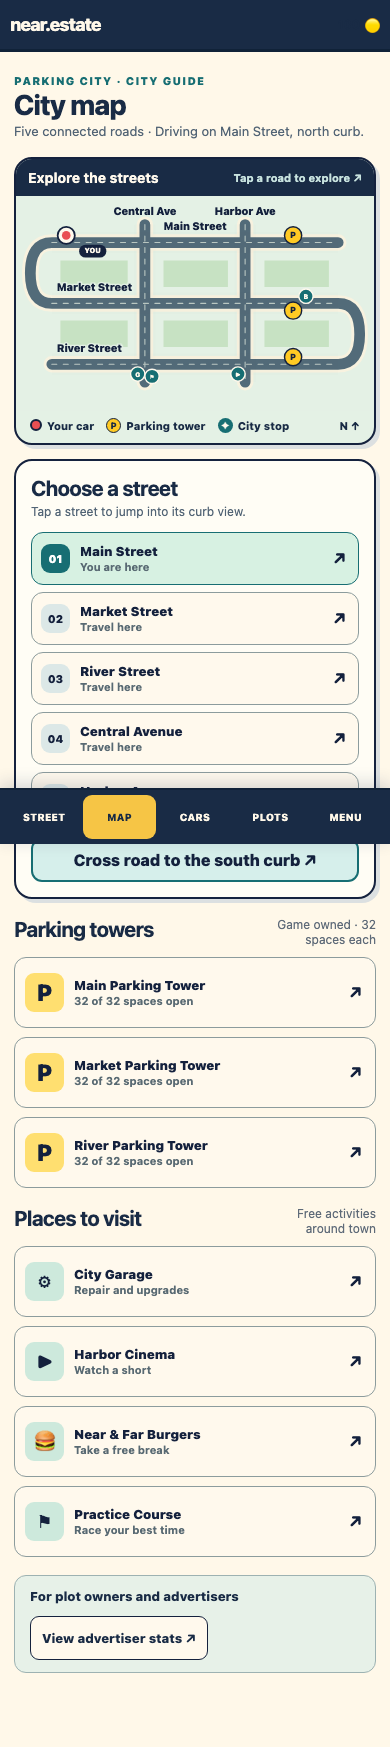 near.estate
PARKING CITY · CITY GUIDE
City map
Five connected roads · Driving on Main Street, north curb.
Explore the streets
Tap a road to explore ↗
Central Ave
Harbor Ave
Main Street
P
YOU
Market Street
B
P
River Street
P
Your car
P Parking tower
City stop
N ↑
Choose a street
Tap a street to jump into its curb view.
01 Main Street ↗
You are here
02 Market Street ↗
Travel here
03 River Street ↗
Travel here
04 Central Avenue ↗
Travel here
STREET
MAP
CARS
PLOTS
MENU
Cross road to the south curb ↗
Parking towers
Game owned · 32
spaces each
P Main Parking Tower ↗
32 of 32 spaces open
P Market Parking Tower ↗
32 of 32 spaces open
P River Parking Tower ↗
32 of 32 spaces open
Places to visit
Free activities
around town
City Garage ↗
Repair and upgrades
Harbor Cinema ↗
Watch a short
Near & Far Burgers ↗
Take a free break
Practice Course ↗
Race your best time
For plot owners and advertisers
View advertiser stats ↗